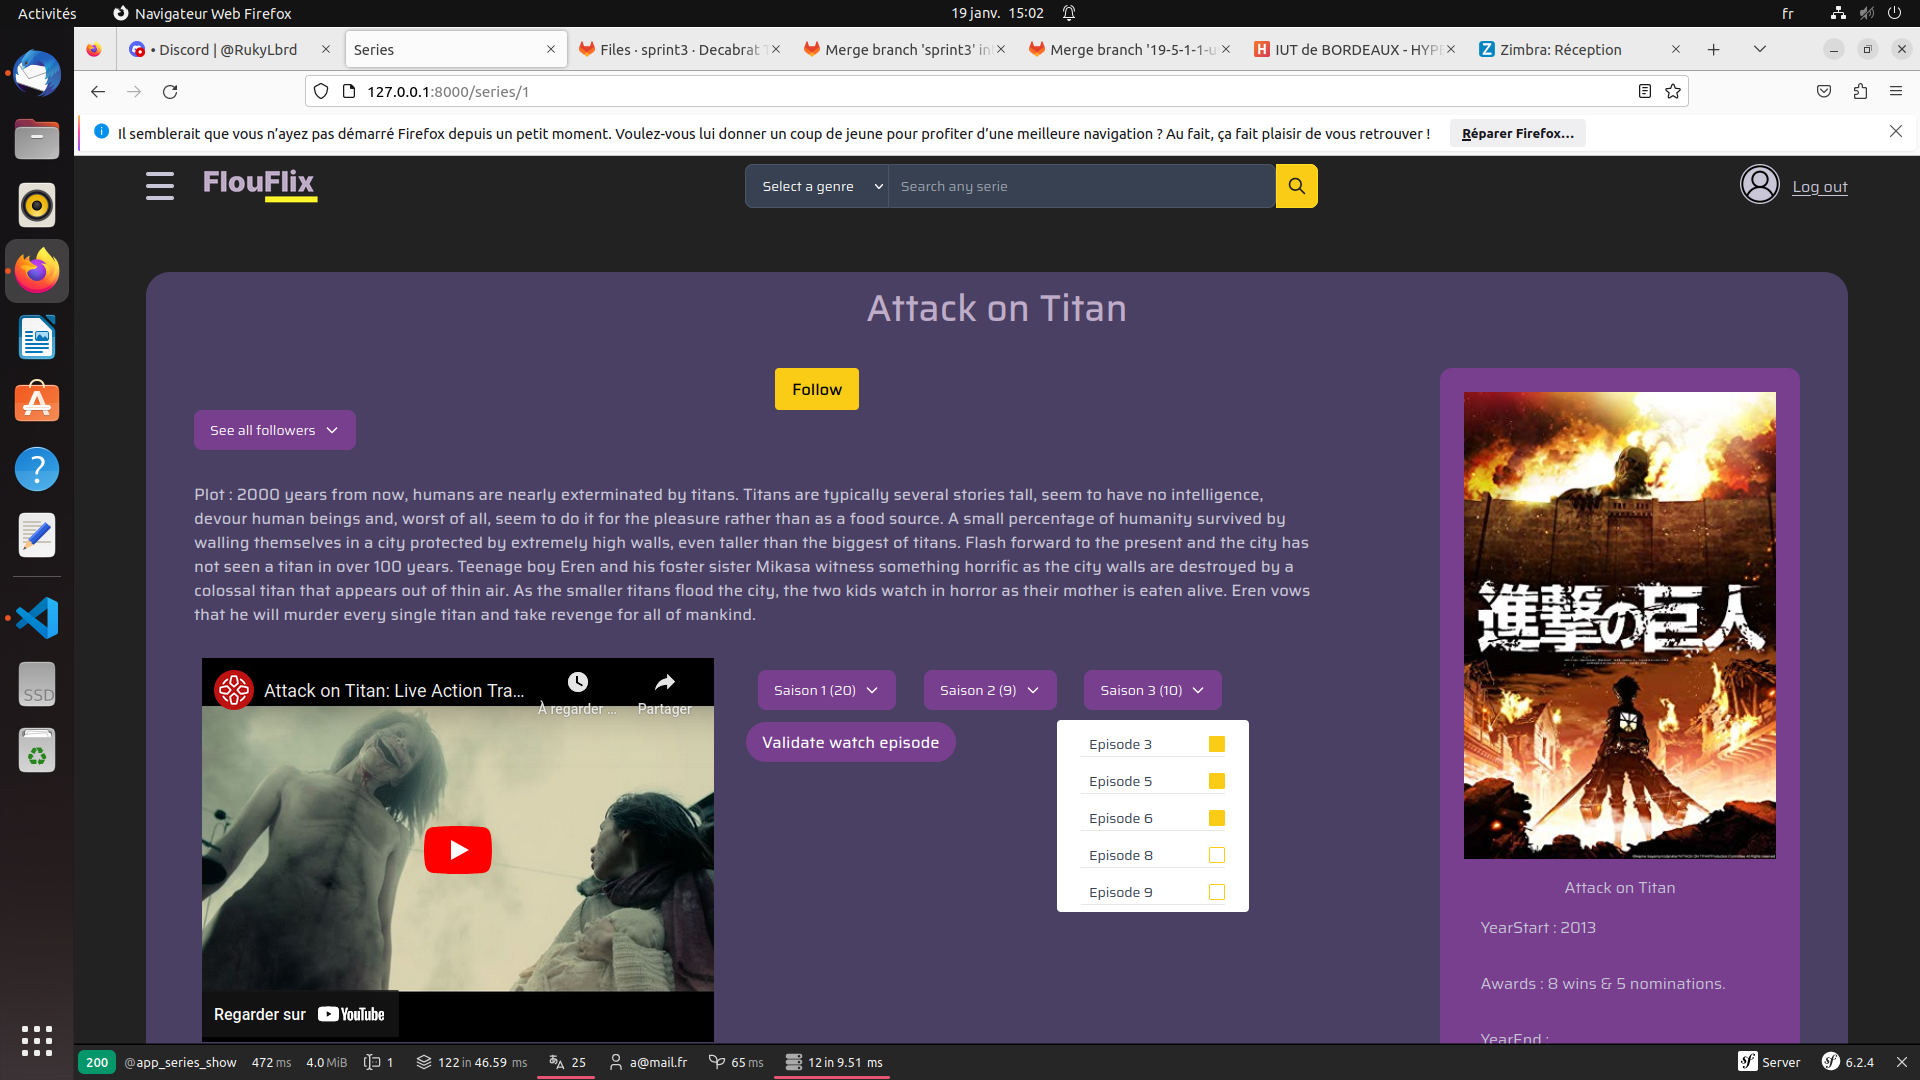 Activités
Navigateur Web Firefox
19 janv. 15:02
fr
• Discord | @RukyLbrd
Series
Files · sprint3 · Decabrat T
Merge branch 'sprint3' in
Merge branch '19-5-1-1-u
IUT de BORDEAUX - HYPE
Zimbra: Réception
127.0.0.1:8000/series/1
Il semblerait que vous n’ayez pas démarré Firefox depuis un petit moment. Voulez-vous lui donner un coup de jeune pour profiter d’une meilleure navigation ? Au fait, ça fait plaisir de vous retrouver !
Réparer Firefox…
FlouFlix
Select a genre
Search any serie
Log out
Attack on Titan
Follow
See all followers
Plot : 2000 years from now, humans are nearly exterminated by titans. Titans are typically several stories tall, seem to have no intelligence,
devour human beings and, worst of all, seem to do it for the pleasure rather than as a food source. A small percentage of humanity survived by
walling themselves in a city protected by extremely high walls, even taller than the biggest of titans. Flash forward to the present and the city has
not seen a titan in over 100 years. Teenage boy Eren and his foster sister Mikasa witness something horrific as the city walls are destroyed by a
colossal titan that appears out of thin air. As the smaller titans flood the city, the two kids watch in horror as their mother is eaten alive. Eren vows
that he will murder every single titan and take revenge for all of mankind.
Attack on Titan: Live Action Tra...
À regarder ...
Partager
Regarder sur YouTube
Saison 1 (20)
Saison 2 (9)
Saison 3 (10)
Validate watch episode
Episode 3
Episode 5
Episode 6
Episode 8
Episode 9
進撃の巨人
Attack on Titan
YearStart : 2013
Awards : 8 wins & 5 nominations.
YearEnd :
SSD
200
@app_series_show
472 ms
4.0 MiB
1
122 in 46.59 ms
25
a@mail.fr
65 ms
12 in 9.51 ms
Server
6.2.4